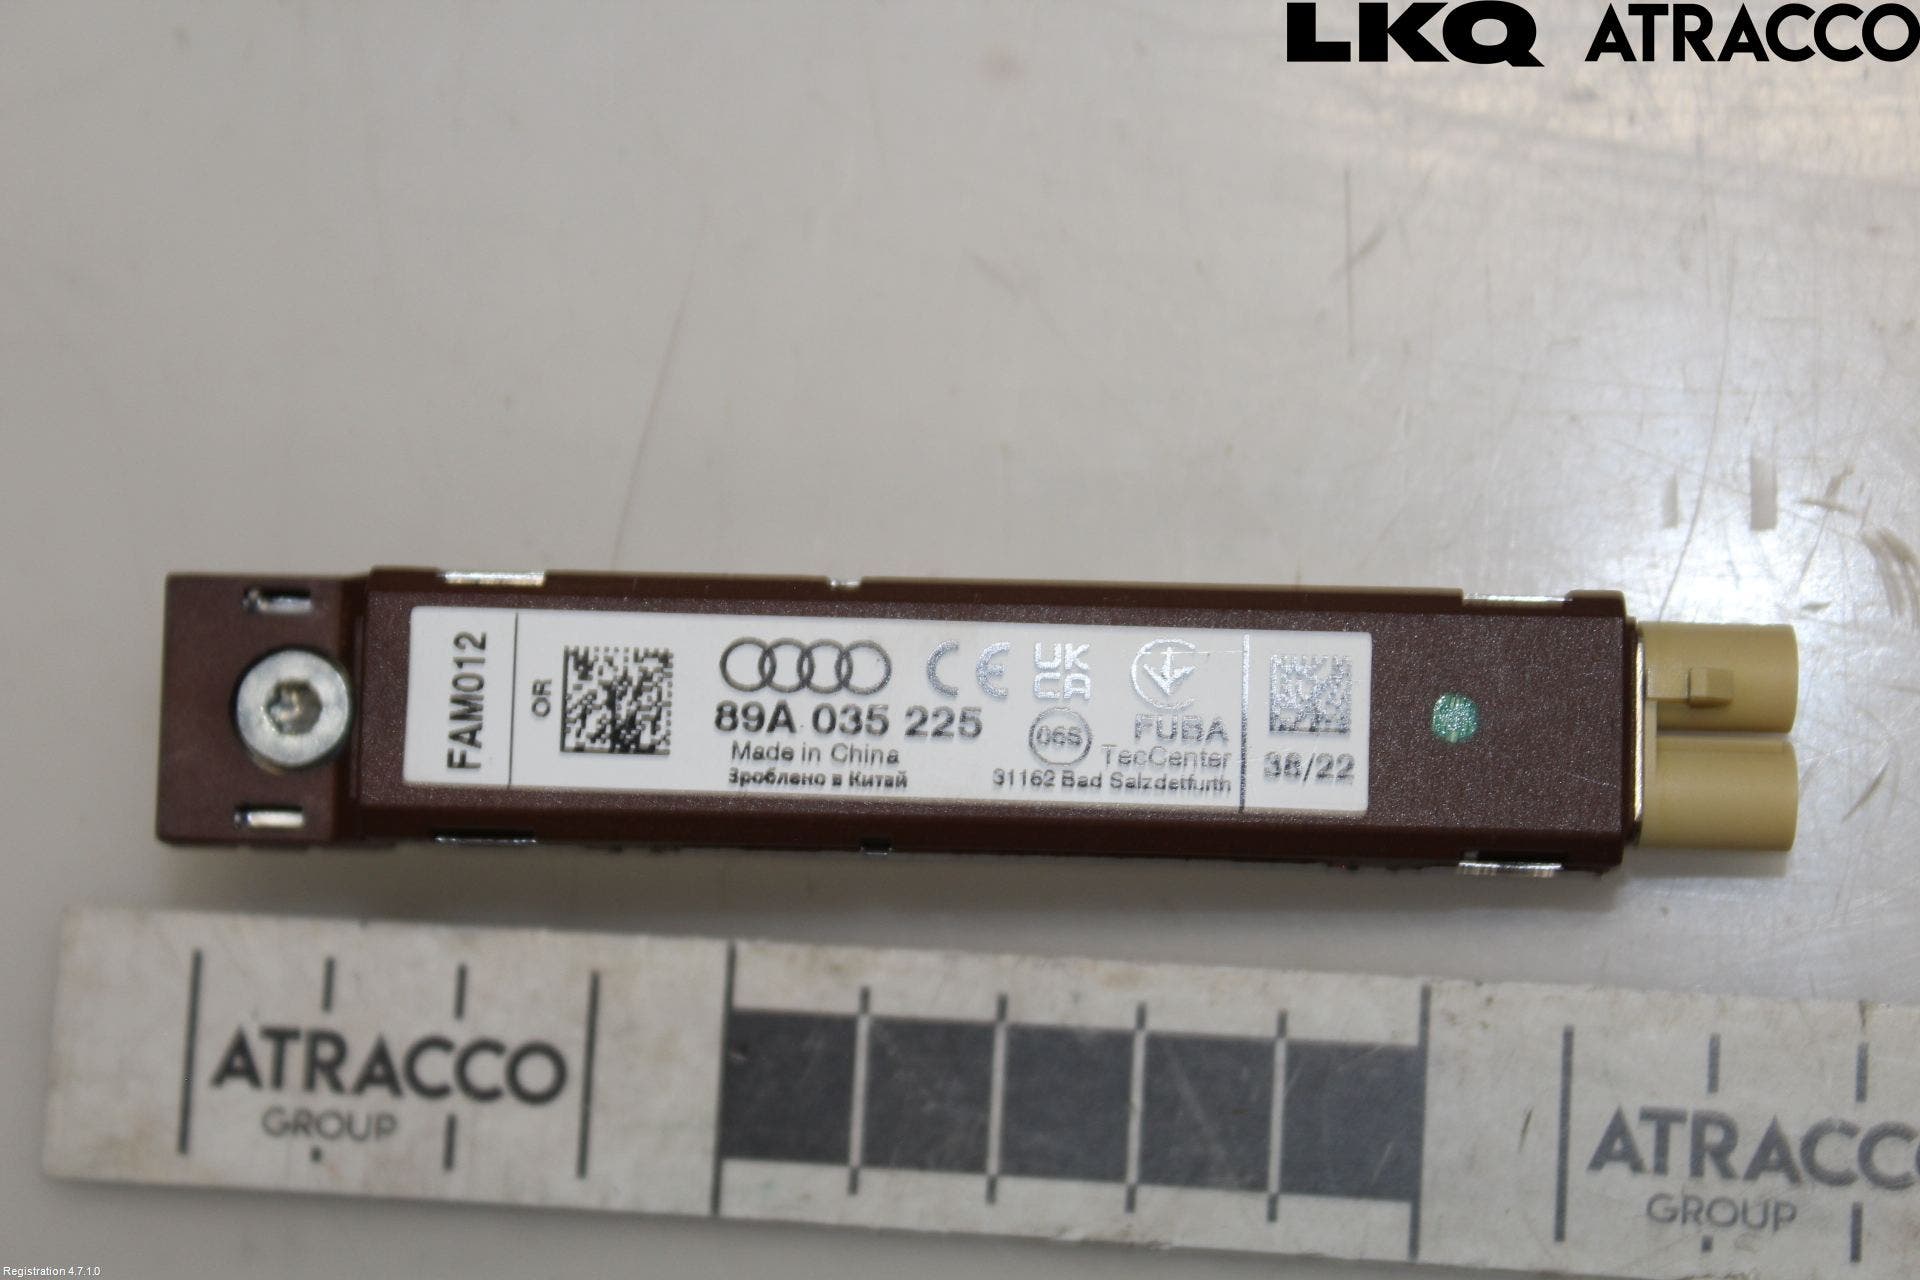 LKQ ATRACCO
FAM012
OR
89A 035 225
Made in China
Зроблено в Китай
CE
UK
CA
065
FUBA
TecCenter
31162 Bad Salzdetfurth
38/22
ATRACCO
GROUP
ATRACCO
GROUP
Registration 4.7.1.0